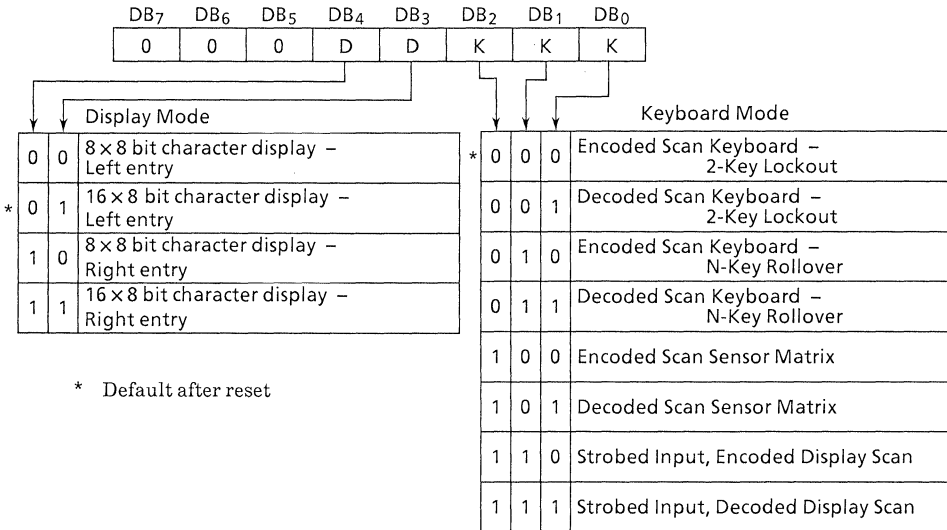 DB7 DB6 DB5 DB4 DB3 DB2 DB1 DB0
0 0 0 D D K K K
Display Mode
0 0 8 × 8 bit character display –
Left entry
* 0 1 16 × 8 bit character display –
Left entry
1 0 8 × 8 bit character display –
Right entry
1 1 16 × 8 bit character display –
Right entry
* Default after reset
Keyboard Mode
* 0 0 0 Encoded Scan Keyboard –
2-Key Lockout
0 0 1 Decoded Scan Keyboard –
2-Key Lockout
0 1 0 Encoded Scan Keyboard –
N-Key Rollover
0 1 1 Decoded Scan Keyboard –
N-Key Rollover
1 0 0 Encoded Scan Sensor Matrix
1 0 1 Decoded Scan Sensor Matrix
1 1 0 Strobed Input, Encoded Display Scan
1 1 1 Strobed Input, Decoded Display Scan